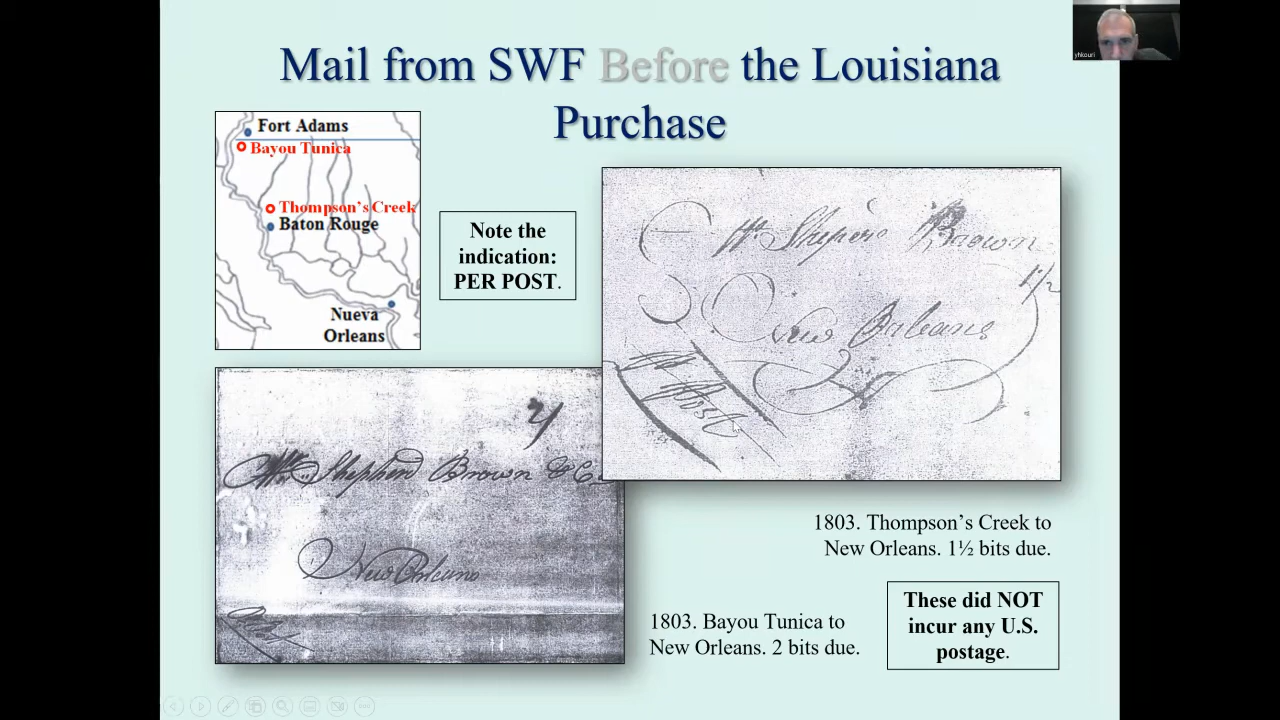 Mail from SWF Before the Louisiana
Purchase
yhkouri
Fort Adams
Bayou Tunica
Thompson's Creek
Baton Rouge
Nueva
Orleans
Note the
indication:
PER POST.
Shepherd Brown
1½
New Orleans
Post
2
Shepherd Brown & Co
New Orleans
1803. Thompson's Creek to
New Orleans. 1½ bits due.
1803. Bayou Tunica to
New Orleans. 2 bits due.
These did NOT
incur any U.S.
postage.